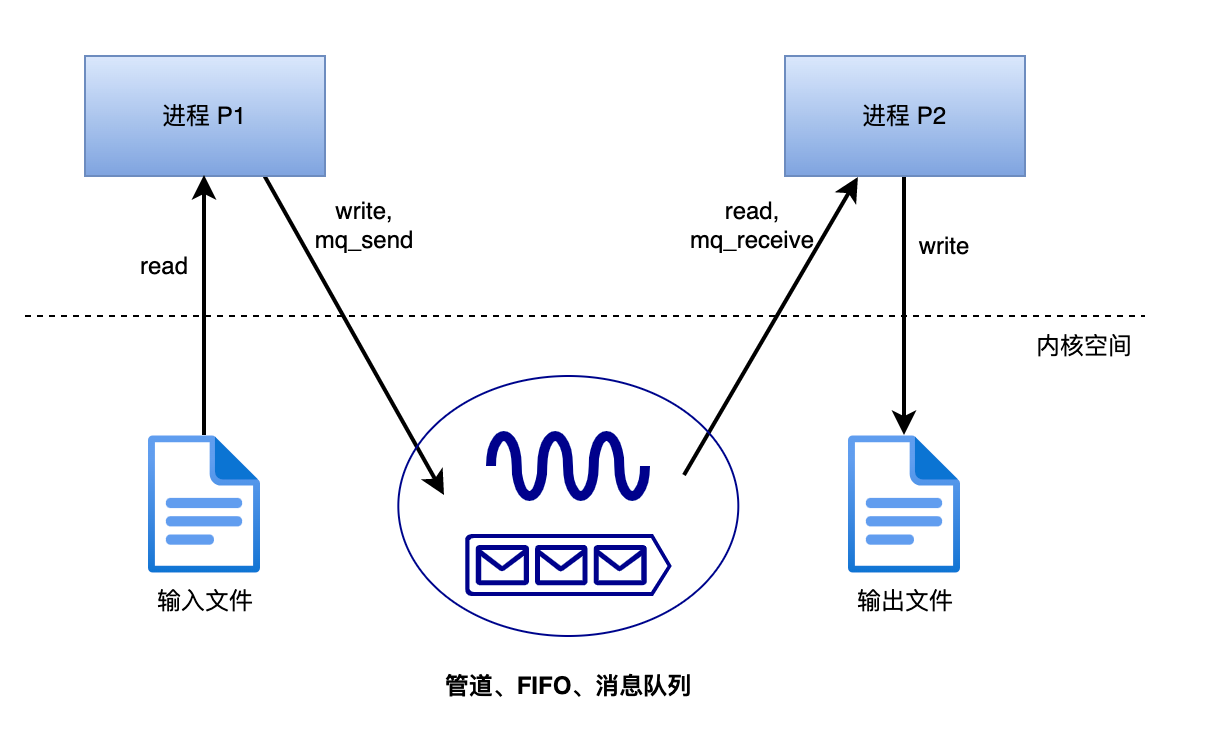 进程 P1
进程 P2
write,
mq_send
read,
mq_receive
read
write
内核空间
输入文件
输出文件
管道、FIFO、消息队列